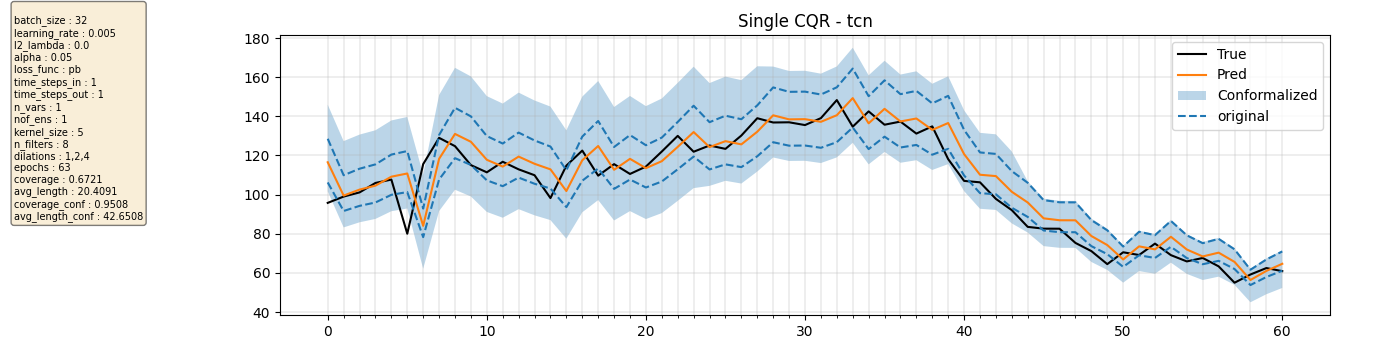 batch_size : 32
learning_rate : 0.005
l2_lambda : 0.0
alpha : 0.05
loss_func : pb
time_steps_in : 1
time_steps_out : 1
n_vars : 1
nof_ens : 1
kernel_size : 5
n_filters : 8
dilations : 1,2,4
epochs : 63
coverage : 0.6721
avg_length : 20.4091
coverage_conf : 0.9508
avg_length_conf : 42.6508
Single CQR - tcn
180
160
140
120
100
80
60
40
0 10 20 30 40 50 60
True
Pred
Conformalized
original